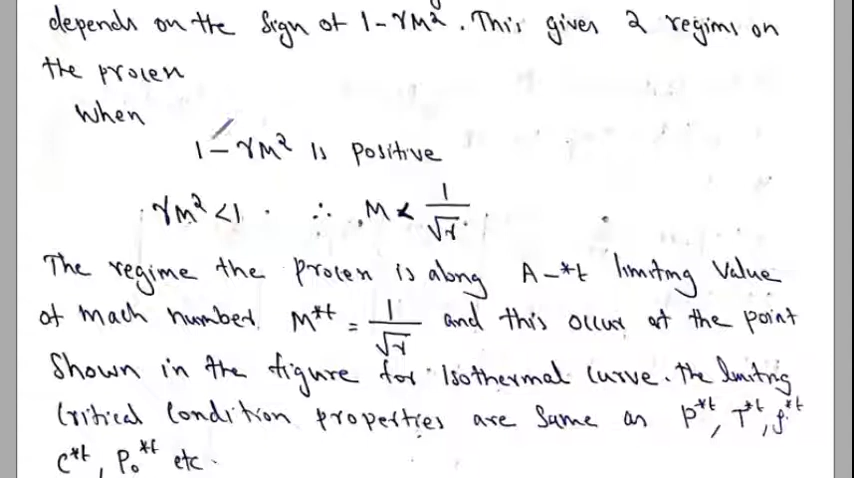 depends on the sign of 1-γM². This gives 2 regims on
the process
When
1-γM² is positive
γM² <1 . ∴ M < 1/√γ
The regime the process is along A-*t limiting value
of mach number. M*t = 1/√γ and this occur at the point
Shown in the figure for Isothermal curve. The limiting
Critical Condition properties are same as P*t, T*t, ρ*t
C*t, P₀*t etc.